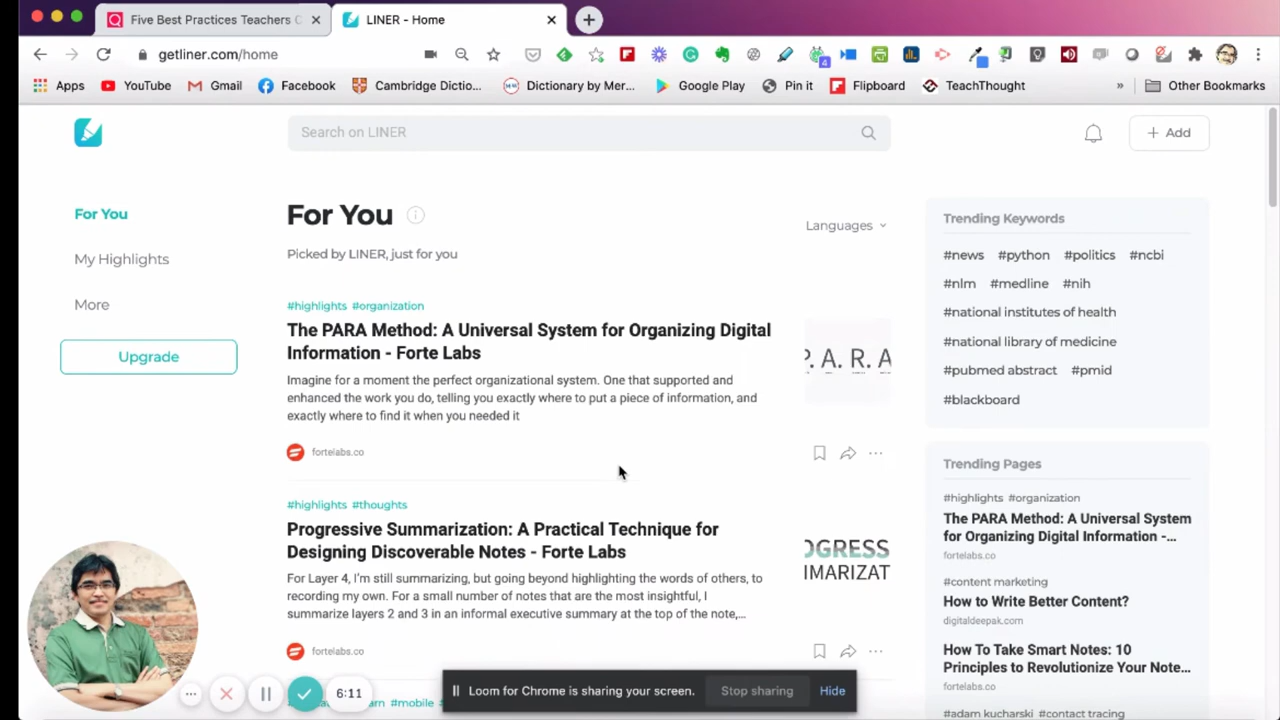 Five Best Practices Teachers C
LINER - Home
getliner.com/home
4
Apps
YouTube
Gmail
Facebook
Cambridge Dictio...
Dictionary by Mer...
Google Play
Pin it
Flipboard
TeachThought
»
Other Bookmarks
Search on LINER
+ Add
For You
My Highlights
More
Upgrade
For You
Languages
Picked by LINER, just for you
#highlights #organization
The PARA Method: A Universal System for Organizing Digital
Information - Forte Labs
Imagine for a moment the perfect organizational system. One that supported and
enhanced the work you do, telling you exactly where to put a piece of information, and
exactly where to find it when you needed it
fortelabs.co
P. A. R. A
#highlights #thoughts
Progressive Summarization: A Practical Technique for
Designing Discoverable Notes - Forte Labs
For Layer 4, I'm still summarizing, but going beyond highlighting the words of others, to
recording my own. For a small number of notes that are the most insightful, I
summarize layers 2 and 3 in an informal executive summary at the top of the note,...
fortelabs.co
OGRESS
IMARIZAT
#mobile
Trending Keywords
#news #python #politics #ncbi
#nlm #medline #nih
#national institutes of health
#national library of medicine
#pubmed abstract #pmid
#blackboard
Trending Pages
#highlights #organization
The PARA Method: A Universal System
for Organizing Digital Information -...
fortelabs.co
#content marketing
How to Write Better Content?
digitaldeepak.com
How To Take Smart Notes: 10
Principles to Revolutionize Your Note...
fortelabs.co
#adam kucharski #contact tracing
6:11
Loom for Chrome is sharing your screen.
Stop sharing
Hide